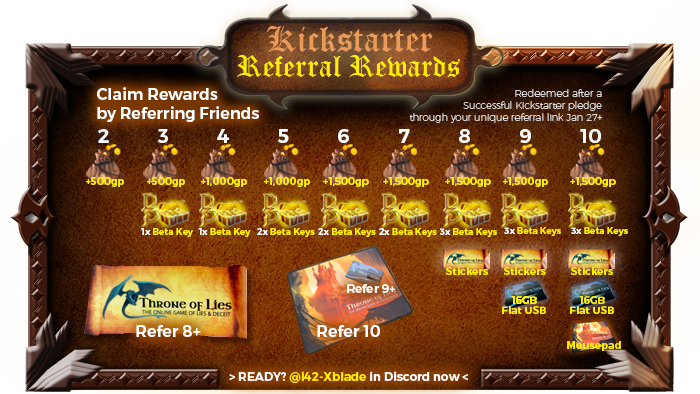 Kickstarter
Referral Rewards
Claim Rewards
by Referring Friends
Redeemed after a
Successful Kickstarter pledge
through your unique referral link Jan 27+
2 3 4 5 6 7 8 9 10
+500gp +500gp +1,000gp +1,000gp +1,500gp +1,500gp +1,500gp +1,500gp +1,500gp
1x Beta Key 1x Beta Key 2x Beta Keys 2x Beta Keys 2x Beta Keys 3x Beta Keys 3x Beta Keys 3x Beta Keys
Stickers Stickers Stickers
16GB 16GB
Flat USB Flat USB
Mousepad
Throne of Lies
THE ONLINE GAME OF LIES & DECEIT
Refer 8+
Refer 9+
Throne of Lies
Refer 10
> READY? @i42-Xblade in Discord now <